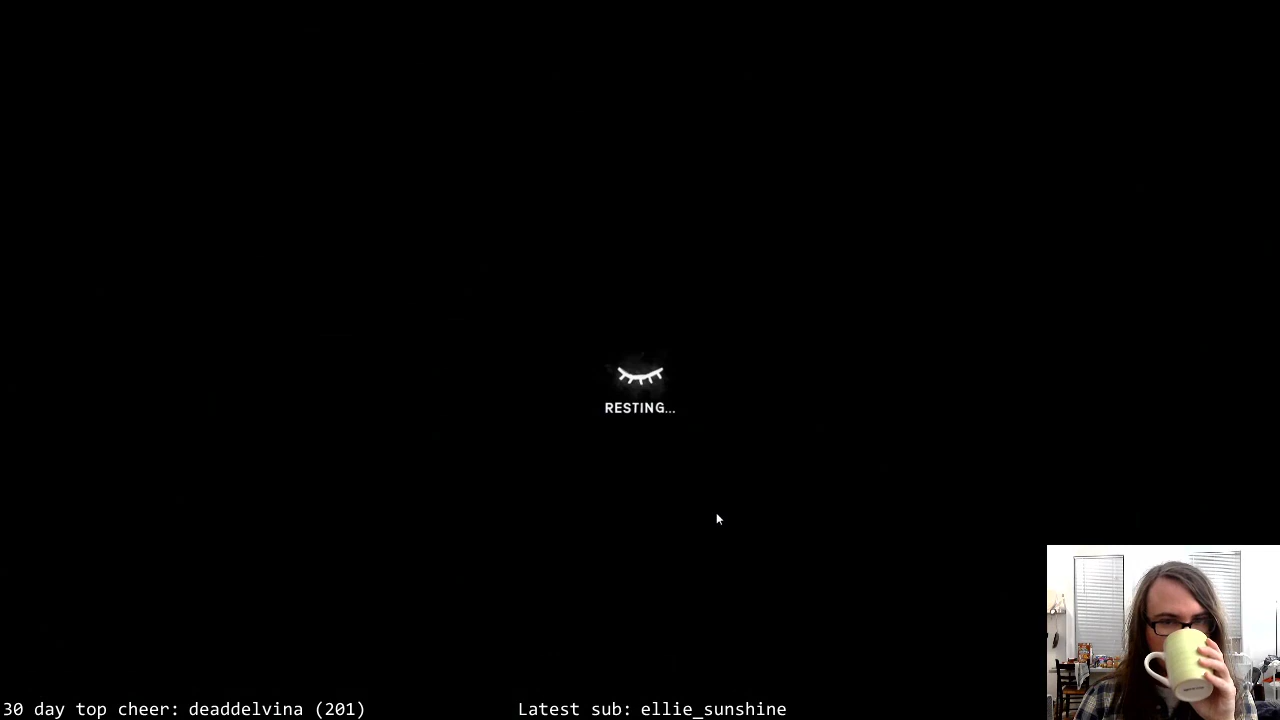 RESTING...
30 day top cheer: deaddelvina (201)
Latest sub: ellie_sunshine